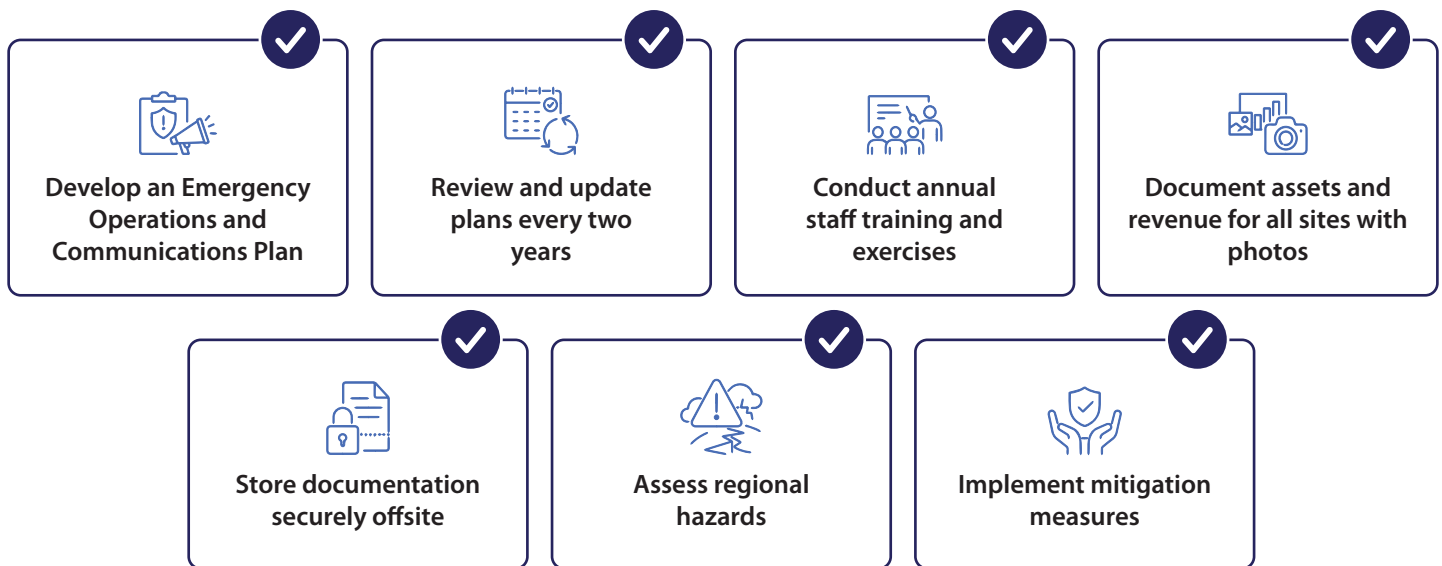 Develop an Emergency
Operations and
Communications Plan
Review and update
plans every two
years
Conduct annual
staff training and
exercises
Document assets and
revenue for all sites with
photos
Store documentation
securely offsite
Assess regional
hazards
Implement mitigation
measures